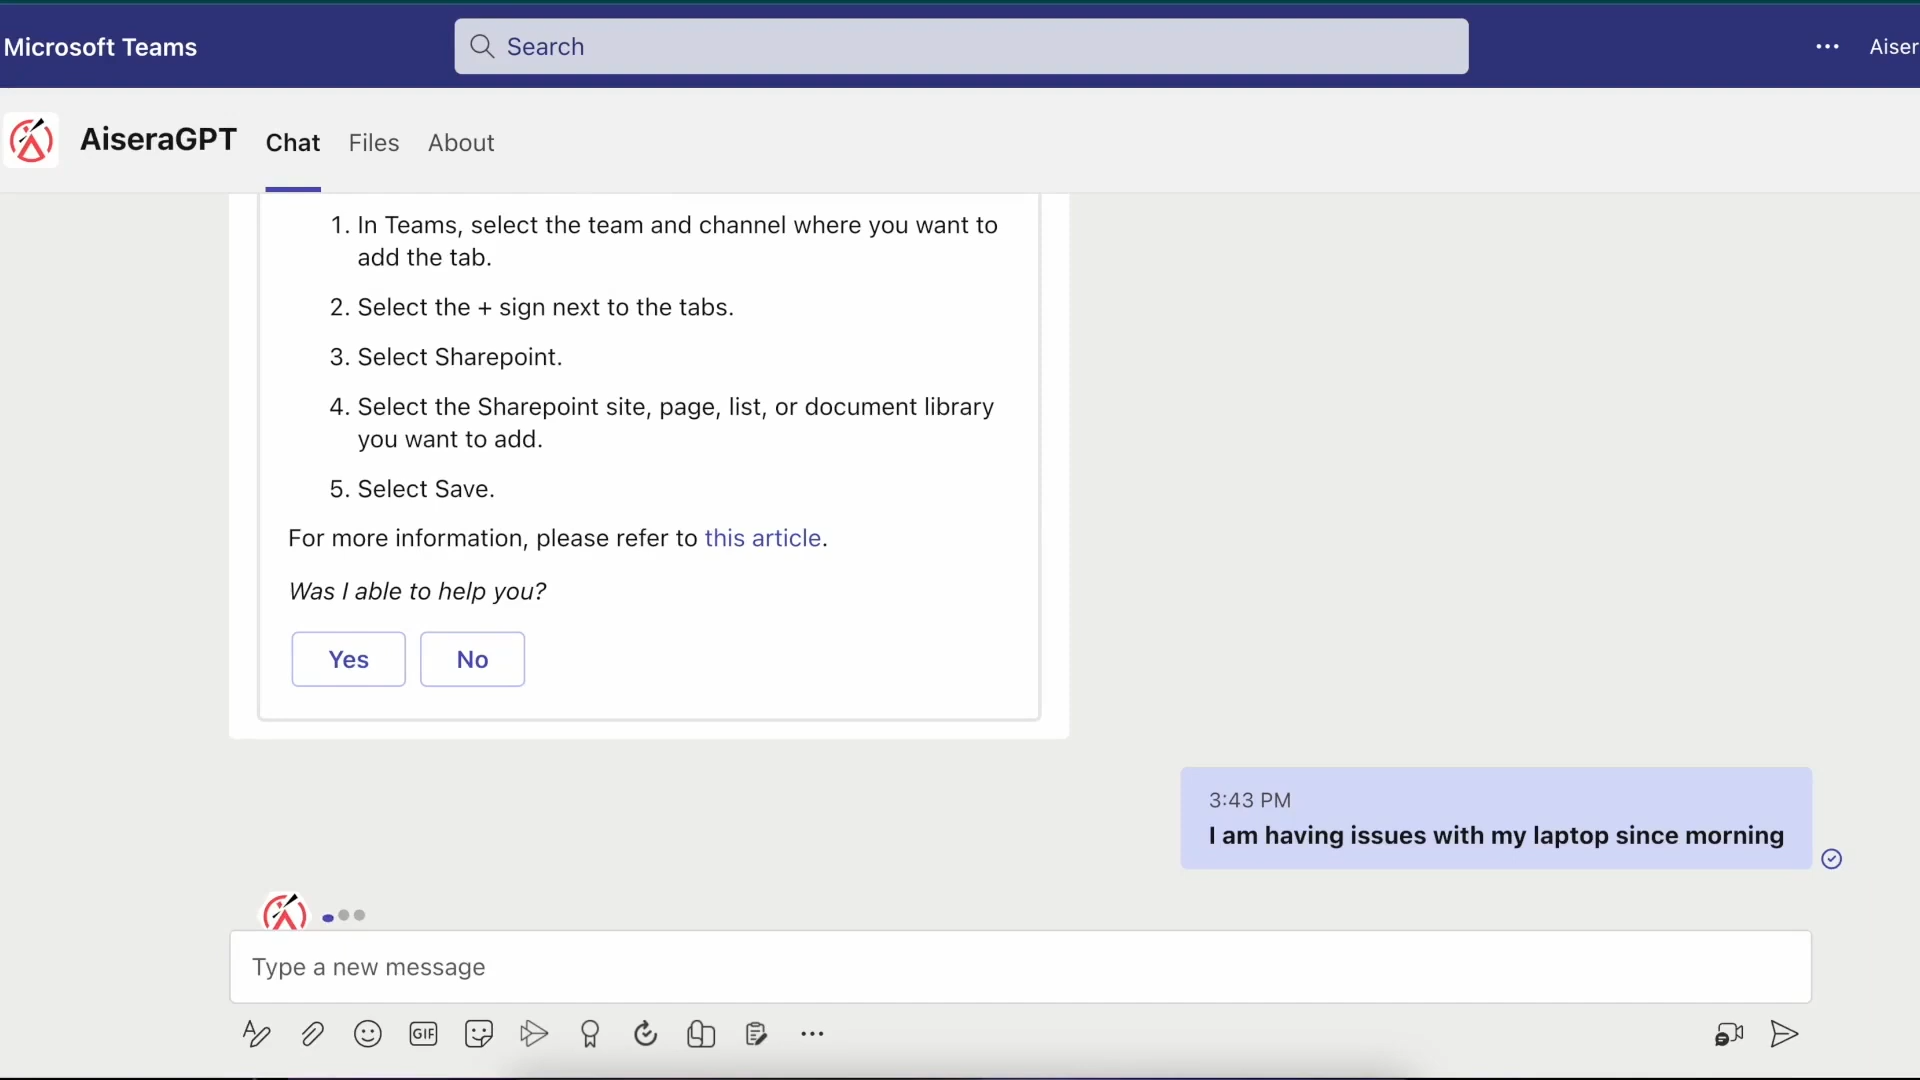 Microsoft Teams
Search
Aiser
AiseraGPT
Chat
Files
About
1. In Teams, select the team and channel where you want to
add the tab.
2. Select the + sign next to the tabs.
3. Select Sharepoint.
4. Select the Sharepoint site, page, list, or document library
you want to add.
5. Select Save.
For more information, please refer to this article.
Was I able to help you?
Yes
No
3:43 PM
I am having issues with my laptop since morning
Type a new message
GIF